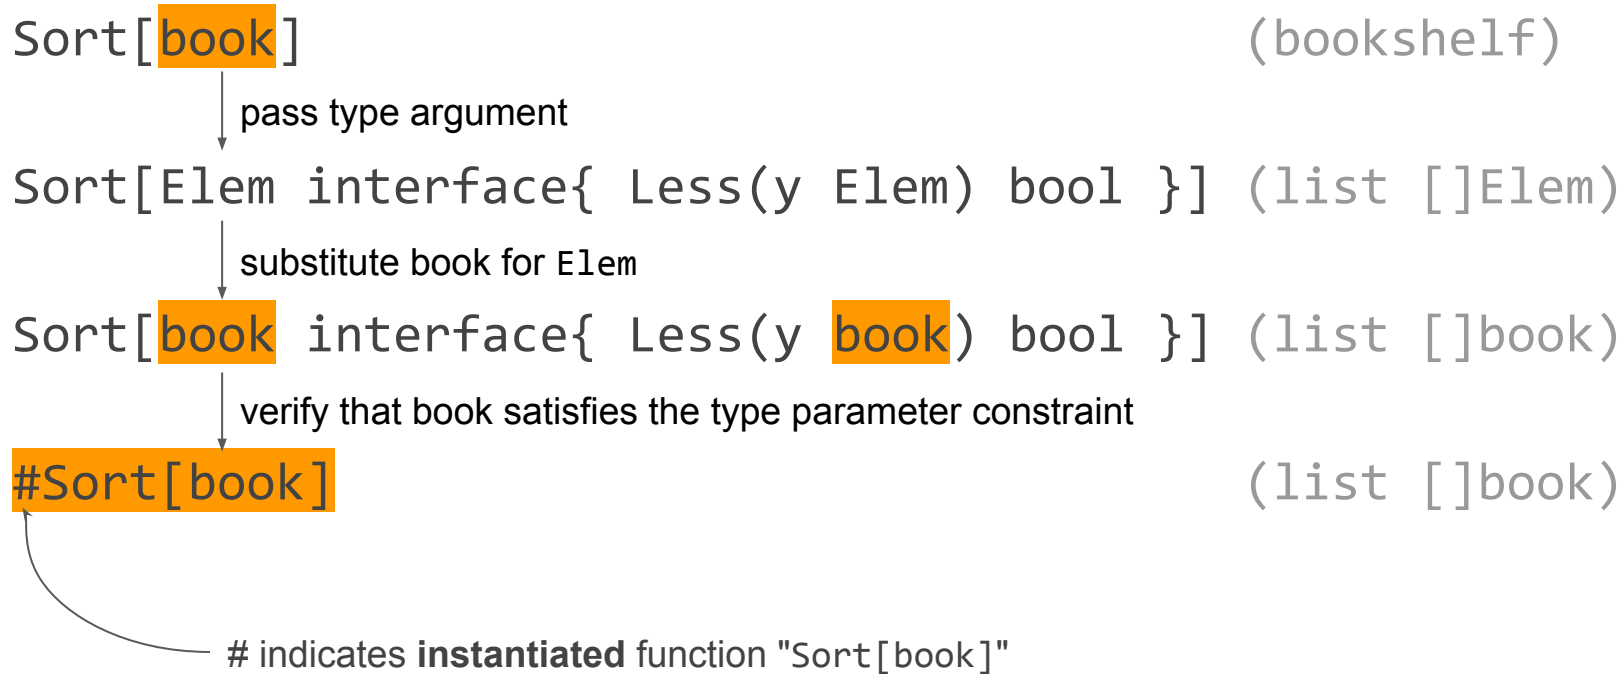 Sort[book] (bookshelf)
pass type argument
Sort[Elem interface{ Less(y Elem) bool }] (list []Elem)
substitute book for Elem
Sort[book interface{ Less(y book) bool }] (list []book)
verify that book satisfies the type parameter constraint
#Sort[book] (list []book)
# indicates instantiated function "Sort[book]"